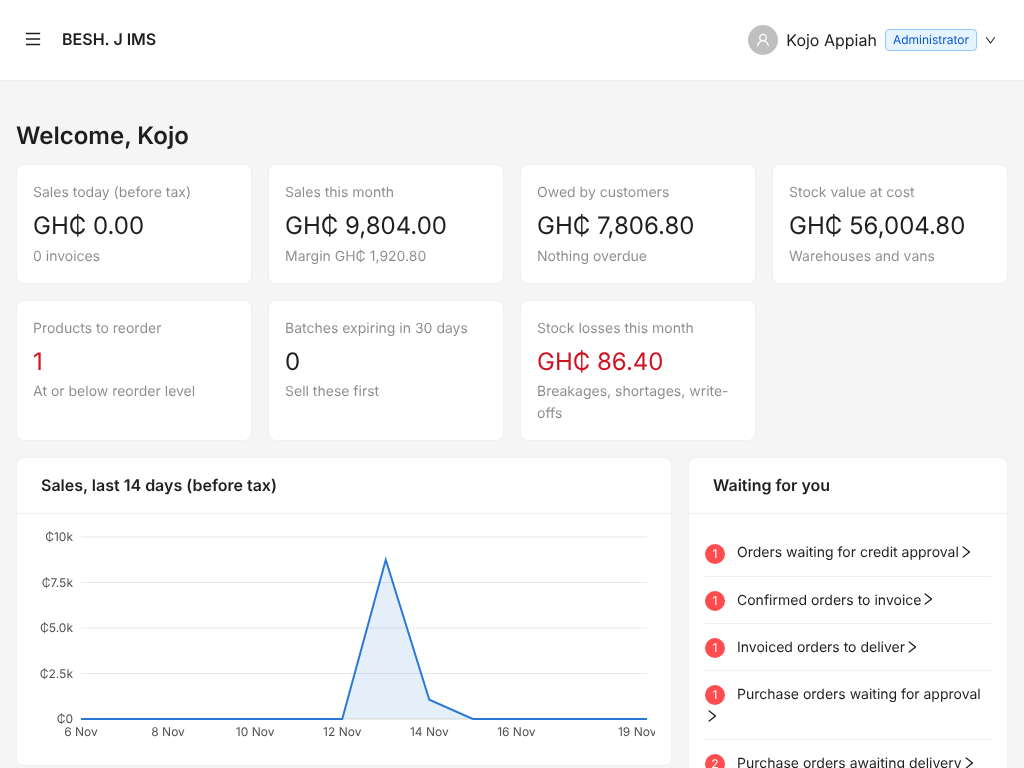 BESH. J IMS
Kojo Appiah
Administrator
Welcome, Kojo
Sales today (before tax)
GH₵ 0.00
0 invoices
Sales this month
GH₵ 9,804.00
Margin GH₵ 1,920.80
Owed by customers
GH₵ 7,806.80
Nothing overdue
Stock value at cost
GH₵ 56,004.80
Warehouses and vans
Products to reorder
1
At or below reorder level
Batches expiring in 30 days
0
Sell these first
Stock losses this month
GH₵ 86.40
Breakages, shortages, write-
offs
Sales, last 14 days (before tax)
₵10k
₵7.5k
₵5.0k
₵2.5k
₵0
6 Nov
8 Nov
10 Nov
12 Nov
14 Nov
16 Nov
19 Nov
Waiting for you
1 Orders waiting for credit approval
1 Confirmed orders to invoice
1 Invoiced orders to deliver
1 Purchase orders waiting for approval
2 Purchase orders awaiting delivery